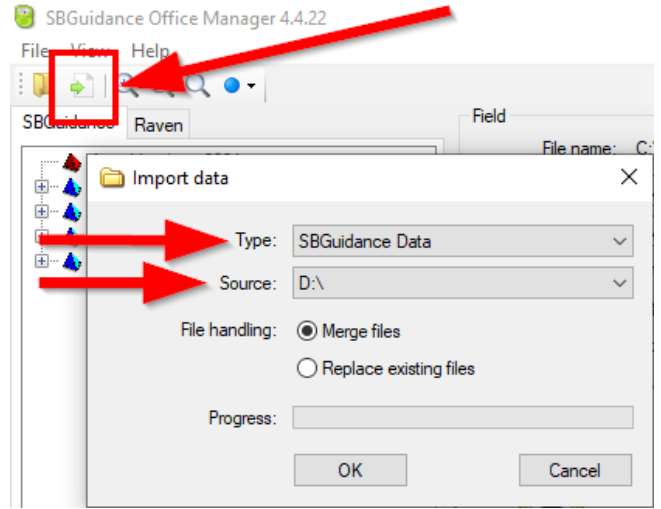 SBGuidance Office Manager 4.4.22
File View Help
SBGuidance Raven
Field
File name: C:
Import data
Type: SBGuidance Data
Source: D:\
File handling: Merge files
Replace existing files
Progress:
OK Cancel